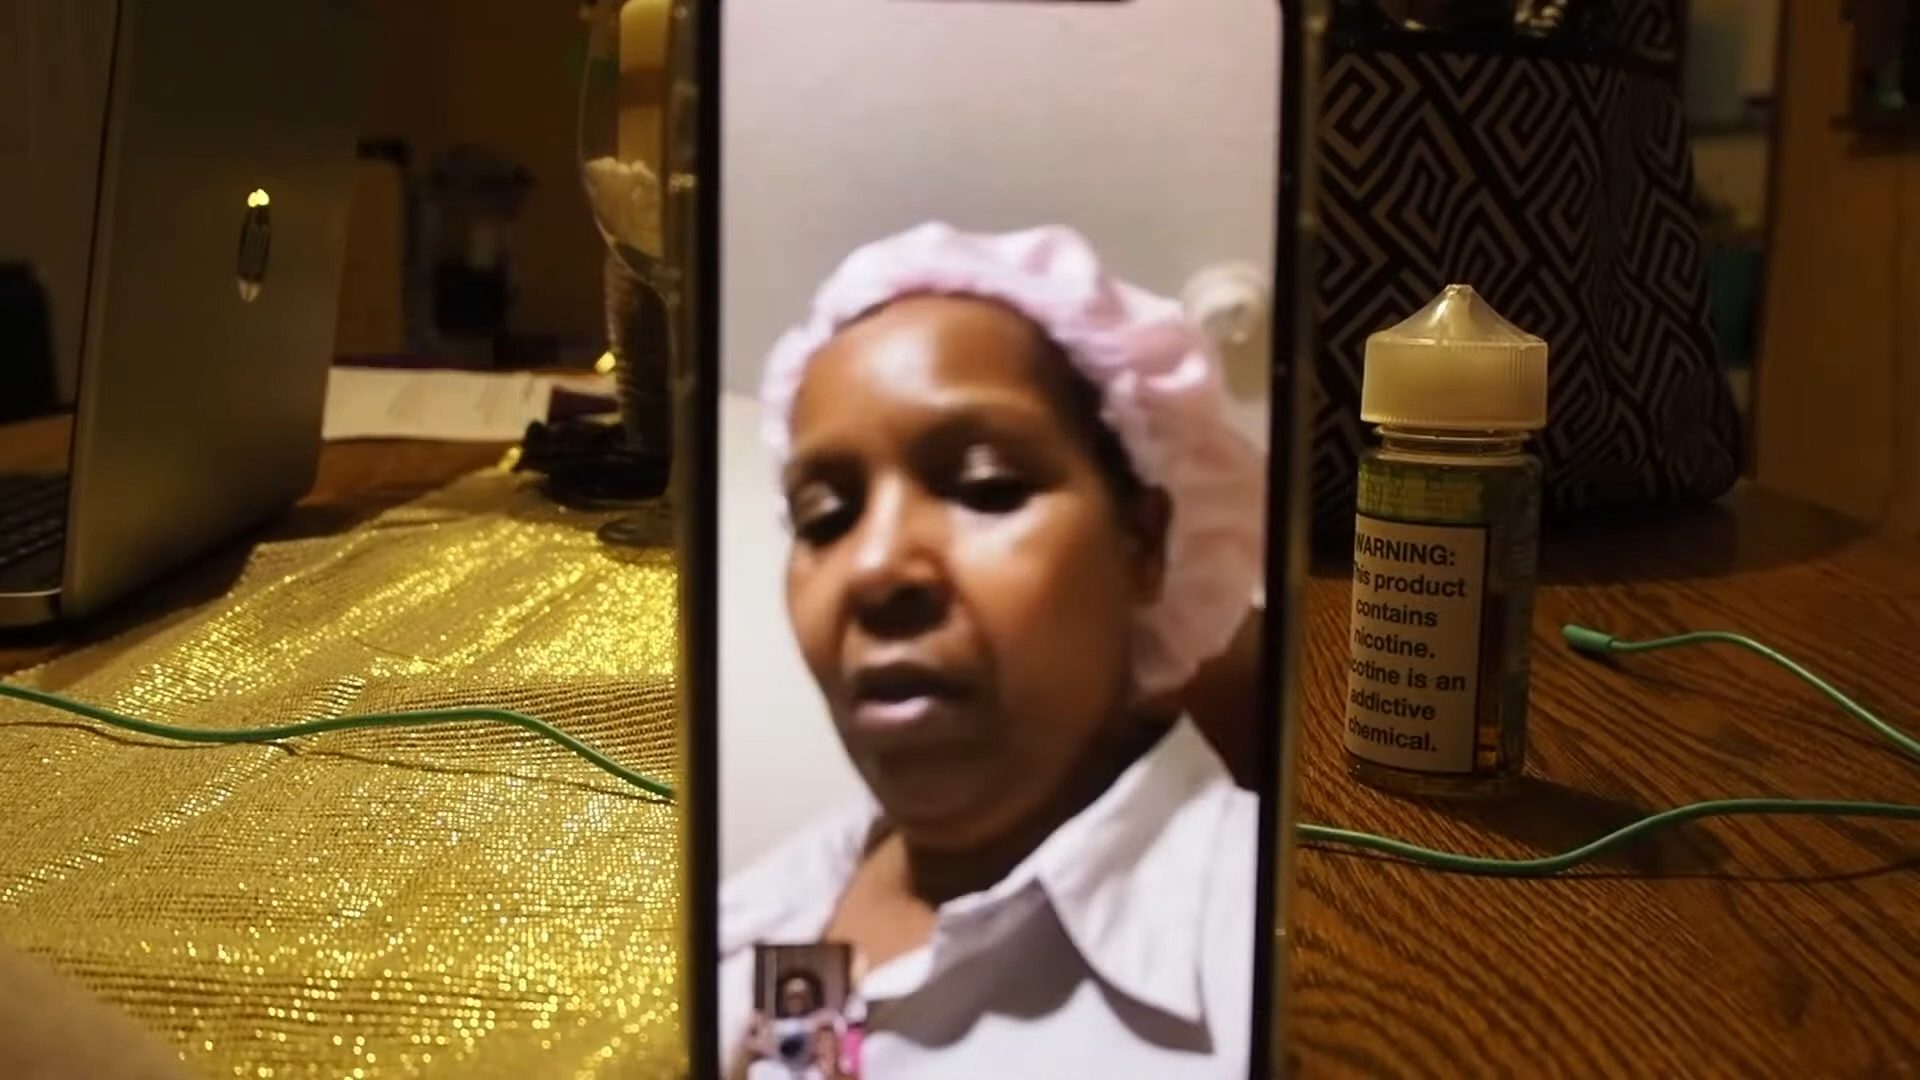 WARNING:
This product
contains
nicotine.
Nicotine is an
addictive
chemical.